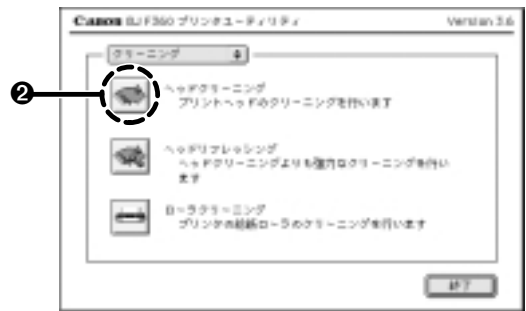 Canon BJ F360 プリンタユーティリティ
Version 3.6
クリーニング
❷
ヘッドクリーニング
プリントヘッドのクリーニングを行います
ヘッドリフレッシング
ヘッドクリーニングよりも強力なクリーニングを行い
ます
ローラクリーニング
プリンタの給紙ローラのクリーニングを行います
終了